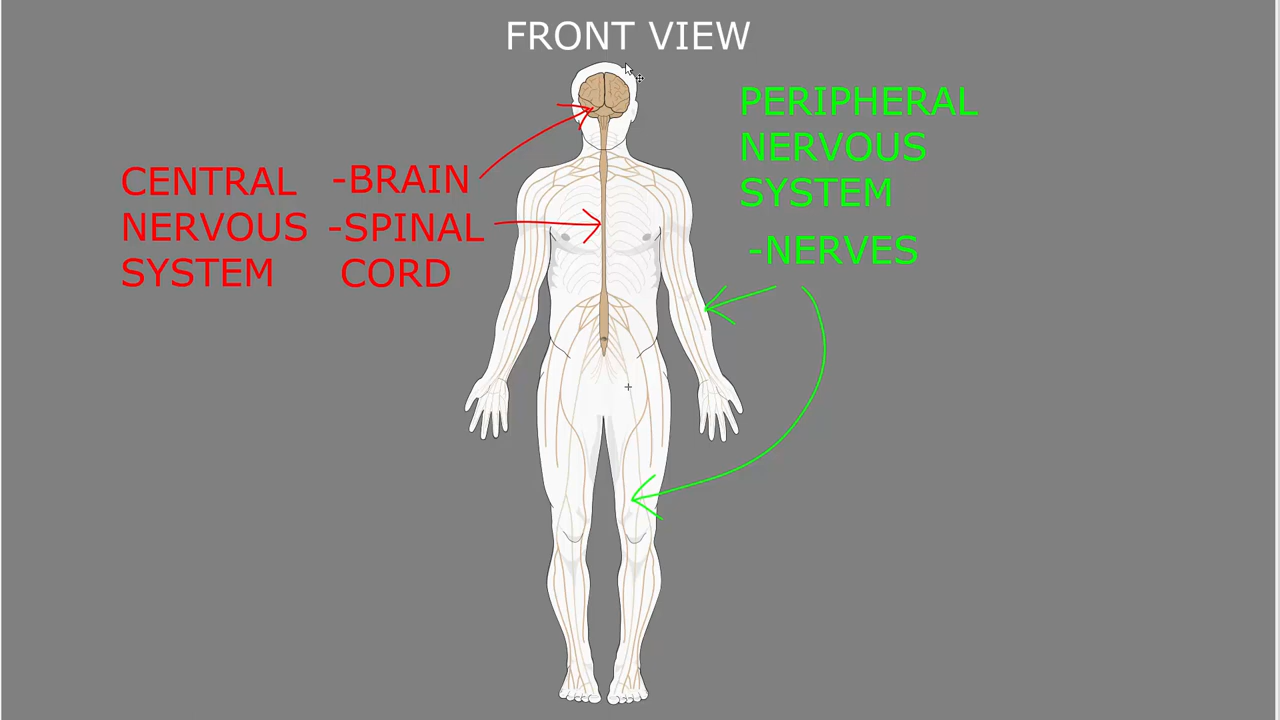 FRONT VIEW
CENTRAL
NERVOUS
SYSTEM
-BRAIN
-SPINAL
CORD
PERIPHERAL
NERVOUS
SYSTEM
-NERVES